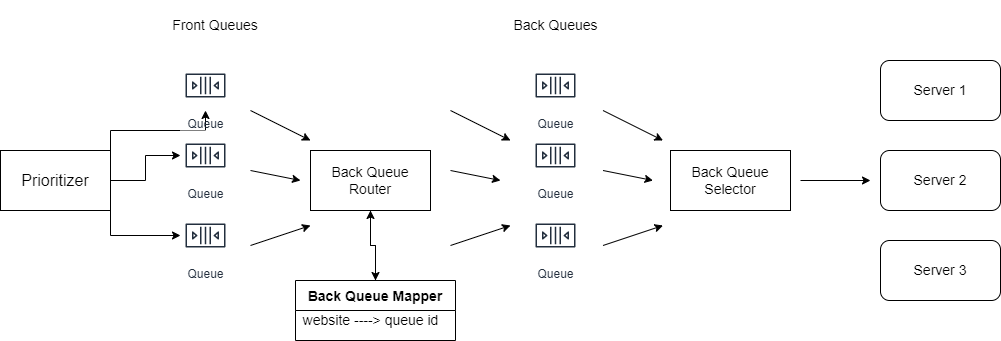 Front Queues
Back Queues
Queue
Queue
Server 1
Prioritizer
Back Queue
Router
Back Queue
Selector
Server 2
Queue
Queue
Queue
Queue
Server 3
Back Queue Mapper
website ----> queue id